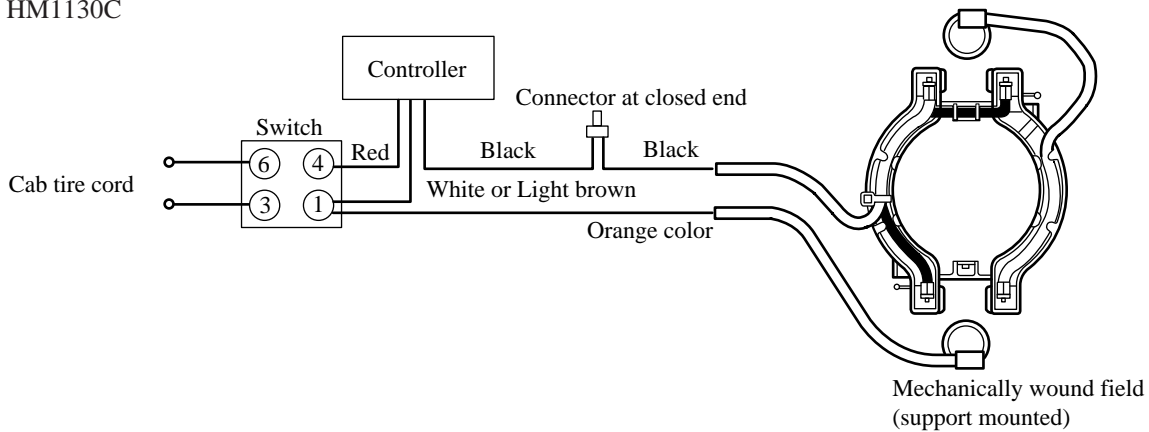 HM1130C
Controller
Connector at closed end
Switch
Red
Black
Black
6
4
Cab tire cord
White or Light brown
3
1
Orange color
Mechanically wound field
(support mounted)